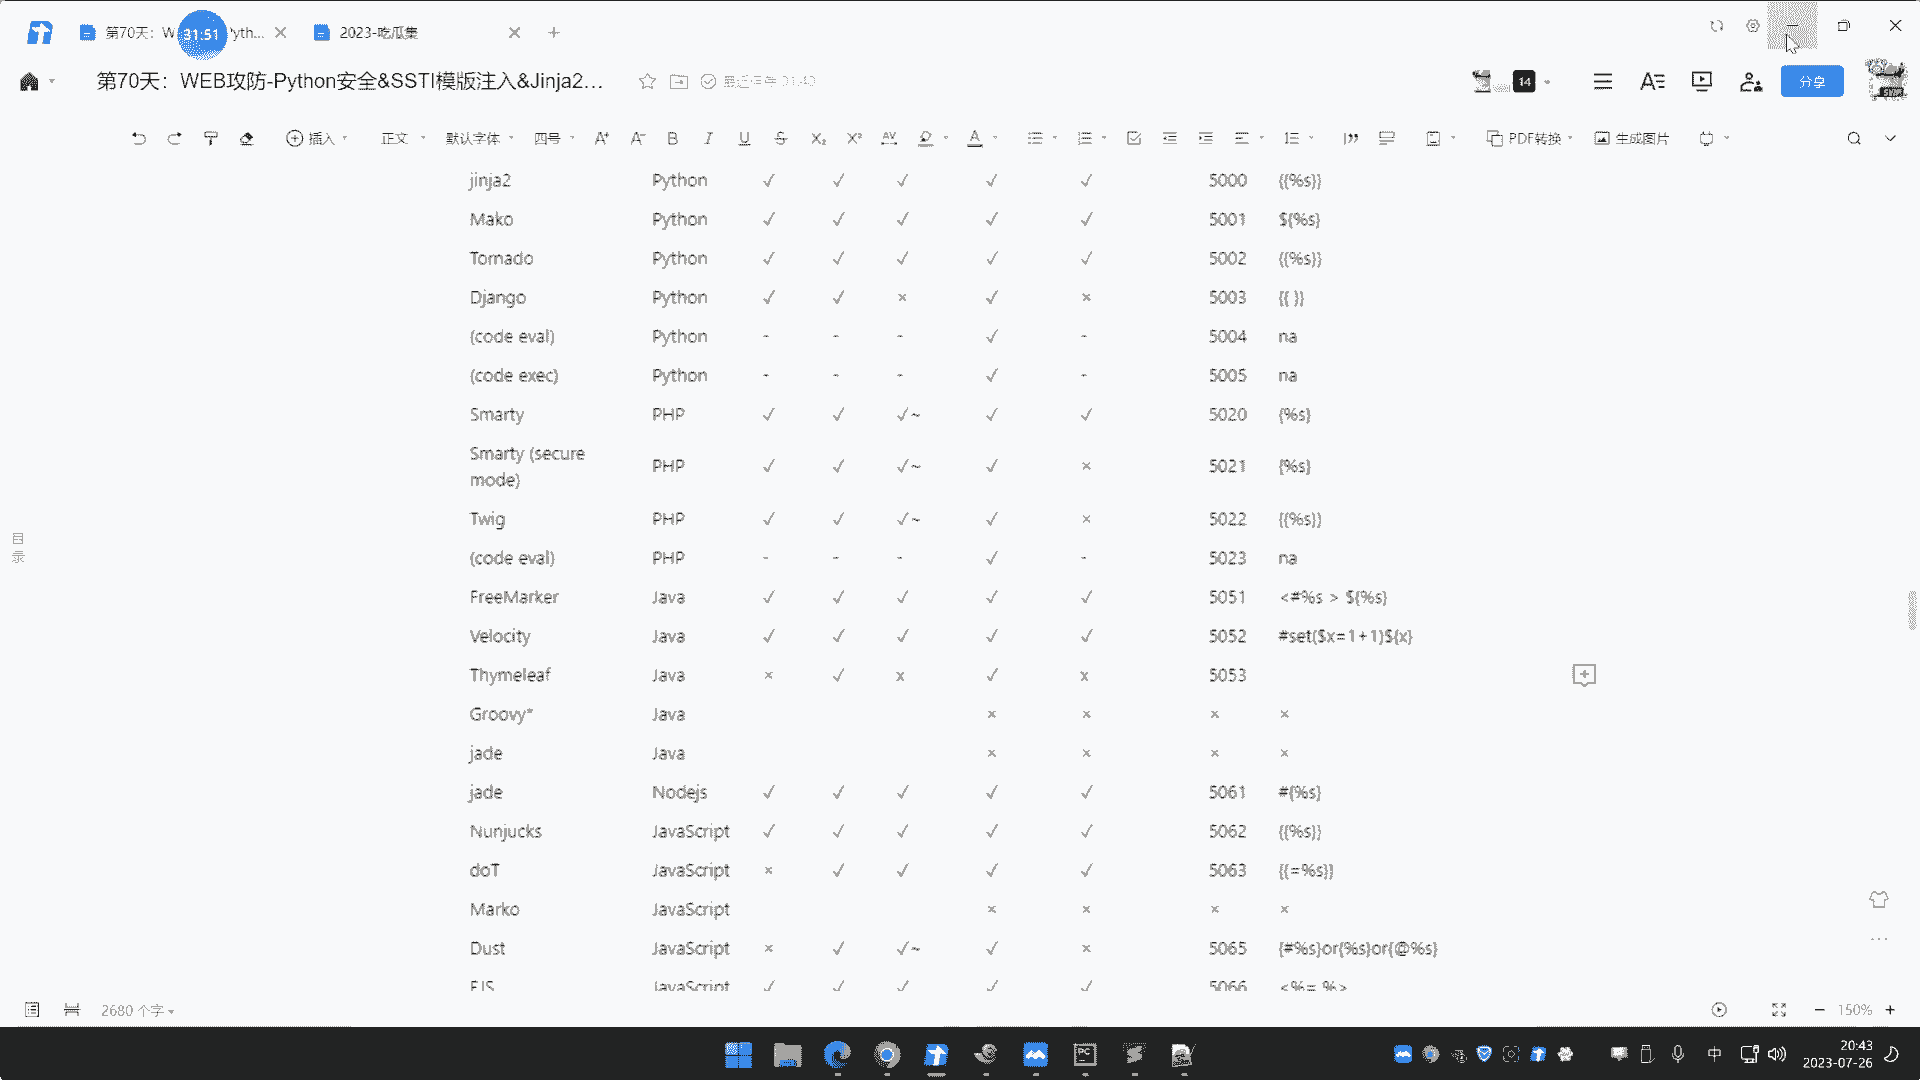 第70天：W
31:51
yth...
2023-吃瓜集
第70天：WEB攻防-Python安全&SSTI模版注入&Jinja2...
14
分享
插入
正文
默认字体
四号
PDF转换
生成图片
jinja2 Python ✓ ✓ ✓ ✓ ✓ 5000 {{%s}}
Mako Python ✓ ✓ ✓ ✓ ✓ 5001 ${%s}
Tornado Python ✓ ✓ ✓ ✓ ✓ 5002 {{%s}}
Django Python ✓ ✓ × ✓ × 5003 {{ }}
(code eval) Python - - - ✓ - 5004 na
(code exec) Python - - - ✓ - 5005 na
Smarty PHP ✓ ✓ ✓~ ✓ ✓ 5020 {%s}
Smarty (secure mode) PHP ✓ ✓ ✓~ ✓ × 5021 {%s}
Twig PHP ✓ ✓ ✓~ ✓ × 5022 {{%s}}
(code eval) PHP - - - ✓ - 5023 na
FreeMarker Java ✓ ✓ ✓ ✓ ✓ 5051 <#%s > ${%s}
Velocity Java ✓ ✓ ✓ ✓ ✓ 5052 #set($x=1+1)${x}
Thymeleaf Java × ✓ x ✓ x 5053
Groovy* Java × × × ×
jade Java × × × ×
jade Nodejs ✓ ✓ ✓ ✓ ✓ 5061 #{%s}
Nunjucks JavaScript ✓ ✓ ✓ ✓ ✓ 5062 {{%s}}
doT JavaScript × ✓ ✓ ✓ ✓ 5063 {{=%s}}
Marko JavaScript × × × ×
Dust JavaScript × ✓ ✓~ ✓ × 5065 {#%s}or{%s}or{@%s}
EJS JavaScript ✓ ✓ ✓ ✓ ✓ 5066 <%= %>
目录
2680 个字
150%
中
20:43
2023-07-26